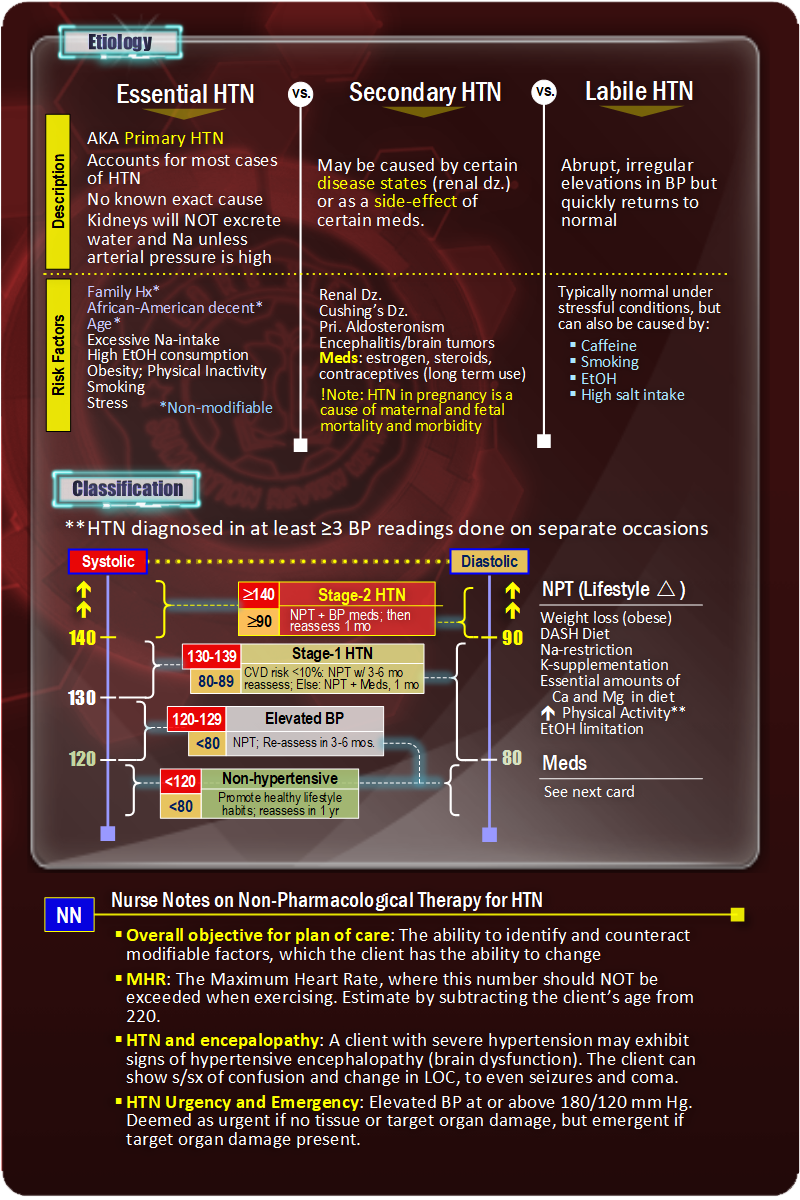 Etiology
Essential HTN
vs.
Secondary HTN
vs.
Labile HTN
Description
AKA Primary HTN
Accounts for most cases
of HTN
No known exact cause
Kidneys will NOT excrete
water and Na unless
arterial pressure is high
May be caused by certain
disease states (renal dz.)
or as a side-effect of
certain meds.
Abrupt, irregular
elevations in BP but
quickly returns to
normal
Risk Factors
Family Hx*
African-American decent*
Age*
Excessive Na-intake
High EtOH consumption
Obesity; Physical Inactivity
Smoking
Stress
*Non-modifiable
Renal Dz.
Cushing's Dz.
Pri. Aldosteronism
Encephalitis/brain tumors
Meds: estrogen, steroids,
contraceptives (long term use)
!Note: HTN in pregnancy is a
cause of maternal and fetal
mortality and morbidity
Typically normal under
stressful conditions, but
can also be caused by:
▪ Caffeine
▪ Smoking
▪ EtOH
▪ High salt intake
Classification
**HTN diagnosed in at least ≥3 BP readings done on separate occasions
Systolic
Diastolic
140
130
120
90
80
≥140
≥90
Stage-2 HTN
NPT + BP meds; then
reassess 1 mo
130-139
80-89
Stage-1 HTN
CVD risk <10%: NPT w/ 3-6 mo
reassess; Else: NPT + Meds, 1 mo
120-129
<80
Elevated BP
NPT; Re-assess in 3-6 mos.
<120
<80
Non-hypertensive
Promote healthy lifestyle
habits; reassess in 1 yr
NPT (Lifestyle △ )
Weight loss (obese)
DASH Diet
Na-restriction
K-supplementation
Essential amounts of
Ca and Mg in diet
↑ Physical Activity**
EtOH limitation
Meds
See next card
NN
Nurse Notes on Non-Pharmacological Therapy for HTN
▪ Overall objective for plan of care: The ability to identify and counteract
modifiable factors, which the client has the ability to change
▪ MHR: The Maximum Heart Rate, where this number should NOT be
exceeded when exercising. Estimate by subtracting the client's age from
220.
▪ HTN and encepalopathy: A client with severe hypertension may exhibit
signs of hypertensive encephalopathy (brain dysfunction). The client can
show s/sx of confusion and change in LOC, to even seizures and coma.
▪ HTN Urgency and Emergency: Elevated BP at or above 180/120 mm Hg.
Deemed as urgent if no tissue or target organ damage, but emergent if
target organ damage present.